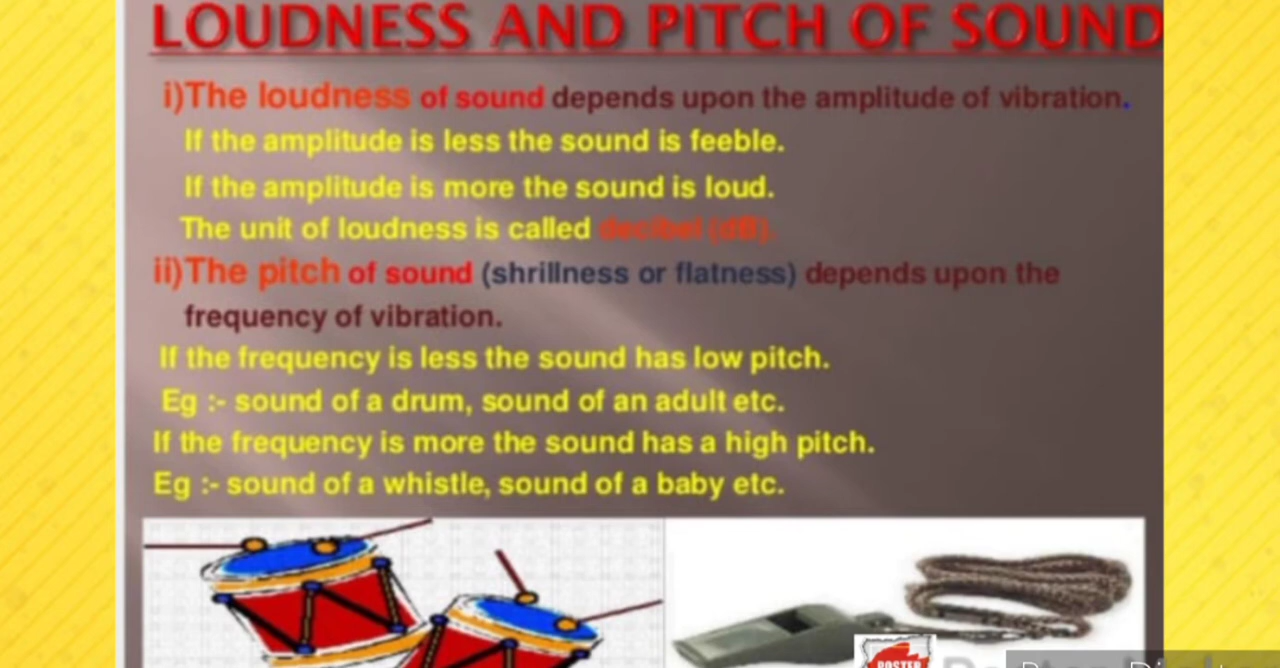 LOUDNESS AND PITCH OF SOUND
i)The loudness of sound depends upon the amplitude of vibration.
If the amplitude is less the sound is feeble.
If the amplitude is more the sound is loud.
The unit of loudness is called decibel (dB).
ii)The pitch of sound (shrillness or flatness) depends upon the
frequency of vibration.
If the frequency is less the sound has low pitch.
Eg :- sound of a drum, sound of an adult etc.
If the frequency is more the sound has a high pitch.
Eg :- sound of a whistle, sound of a baby etc.
POSTER